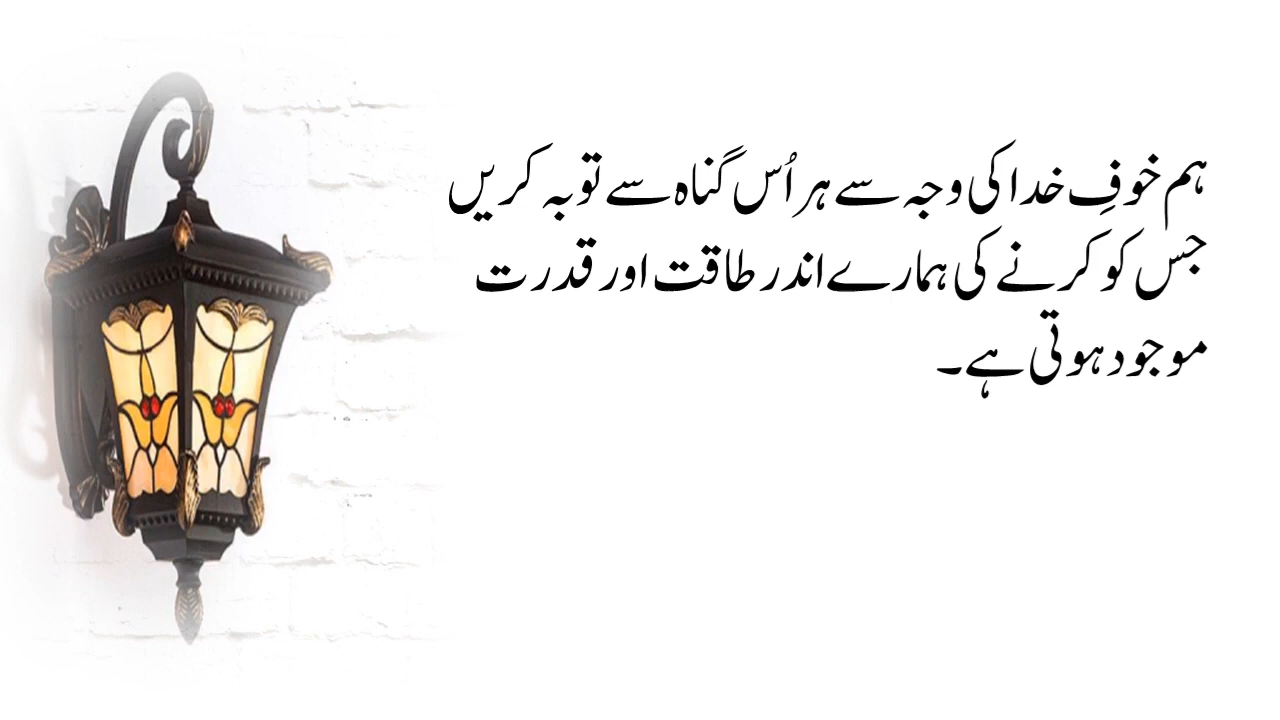 ہم خوفِ خدا کی وجہ سے ہر اُس گناہ سے توبہ کریں
جس کو کرنے کی ہمارے اندر طاقت اور قدرت
موجود ہوتی ہے۔